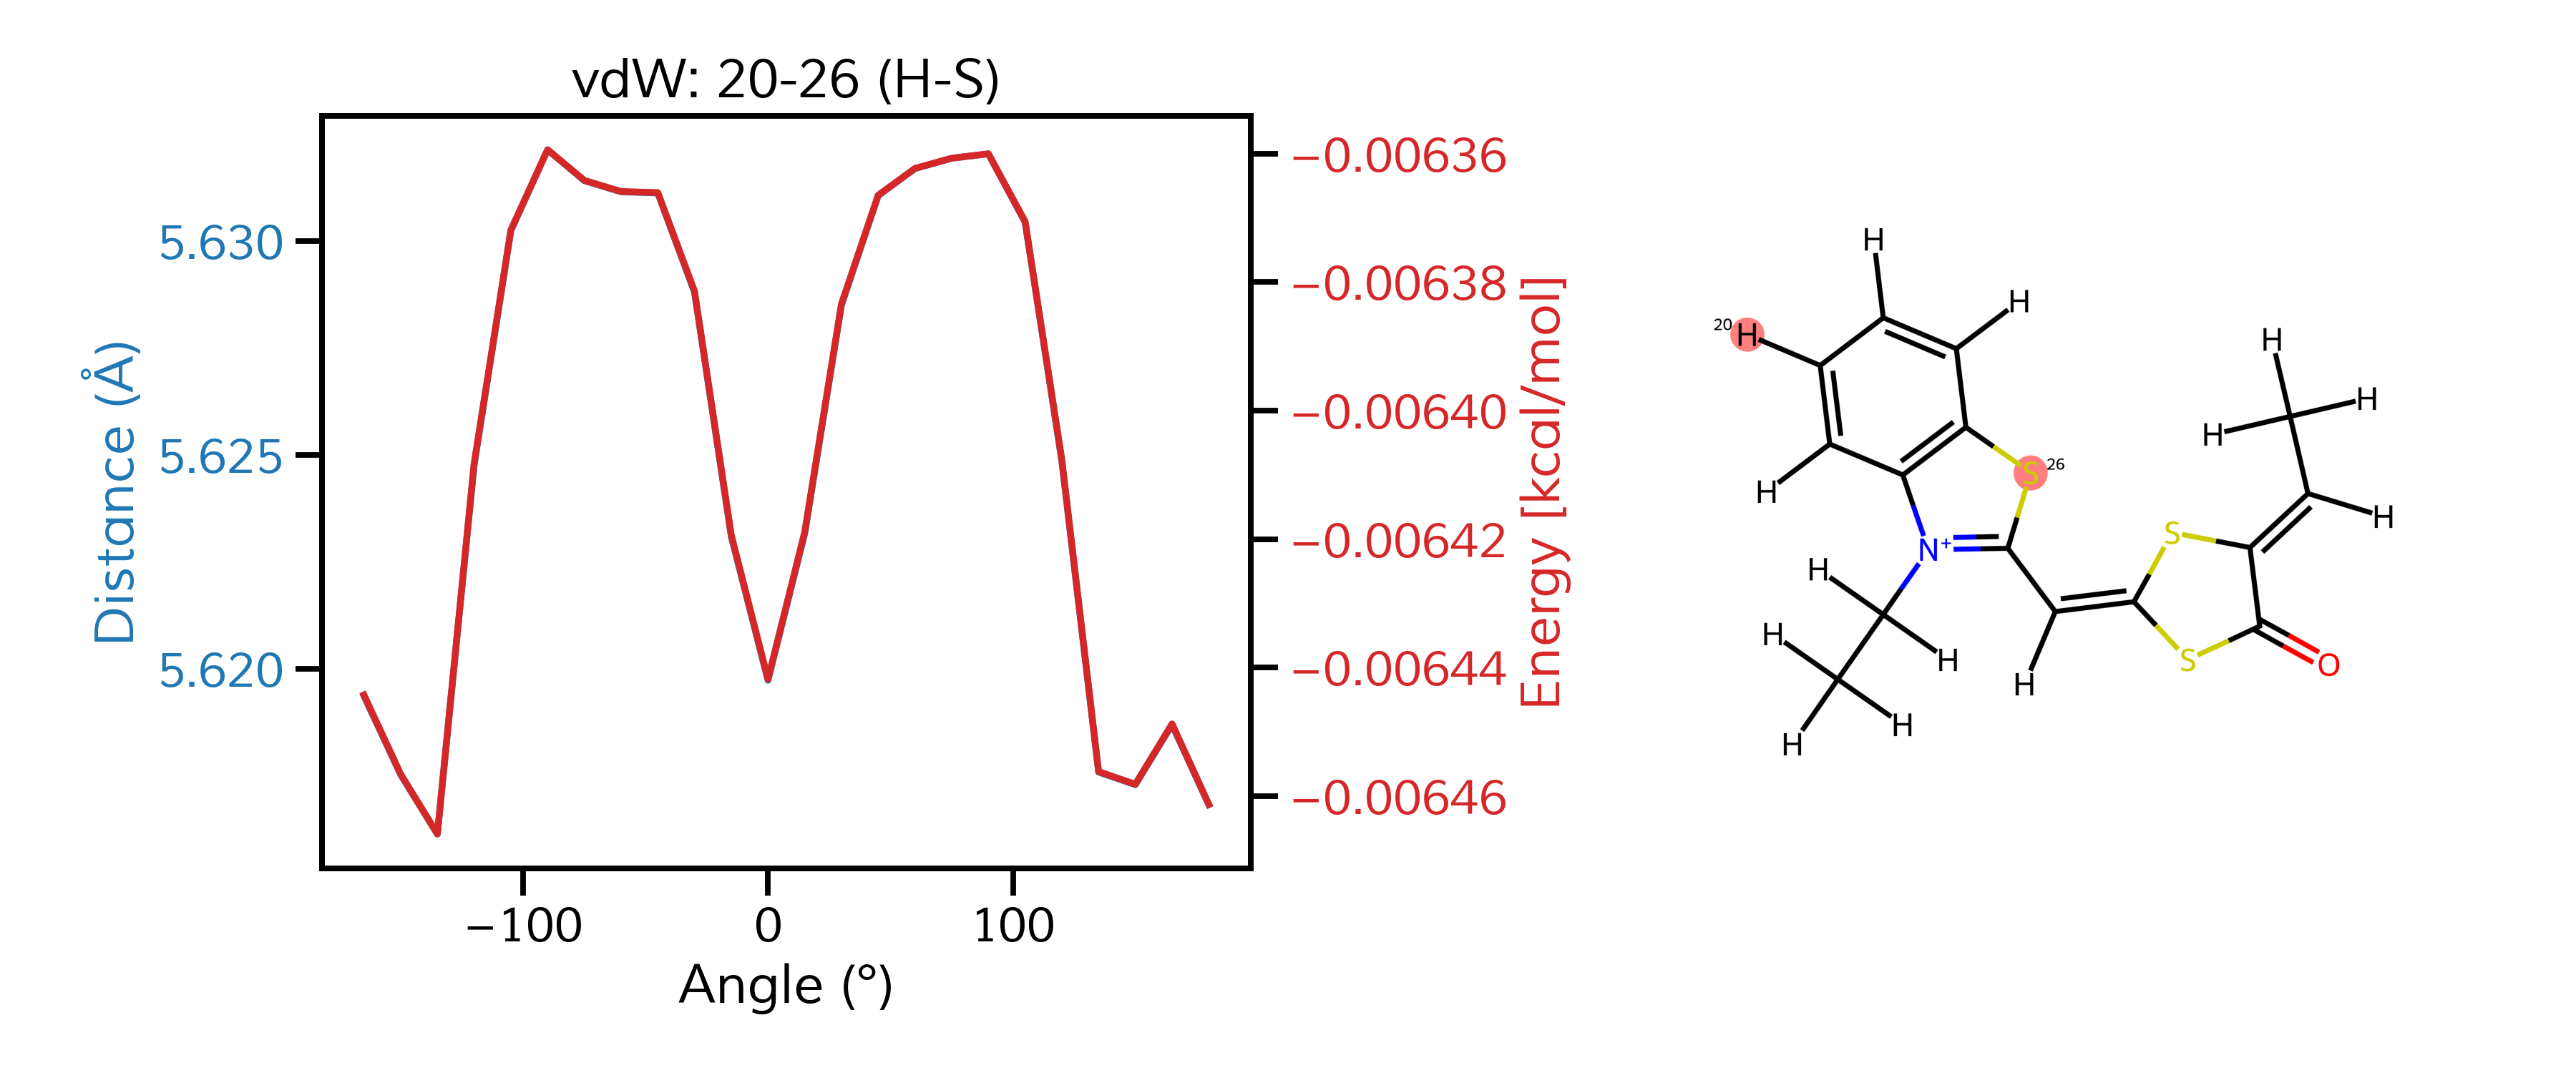 vdW: 20-26 (H-S)
Distance (Å)
5.630
5.625
5.620
−0.00636
−0.00638
−0.00640
−0.00642
−0.00644
−0.00646
Energy [kcal/mol]
−100 0 100
Angle (°)
H
H
20 H
H
H
H
S 26
H
H
S
H
N+
H
H
S
O
H
H
H
H